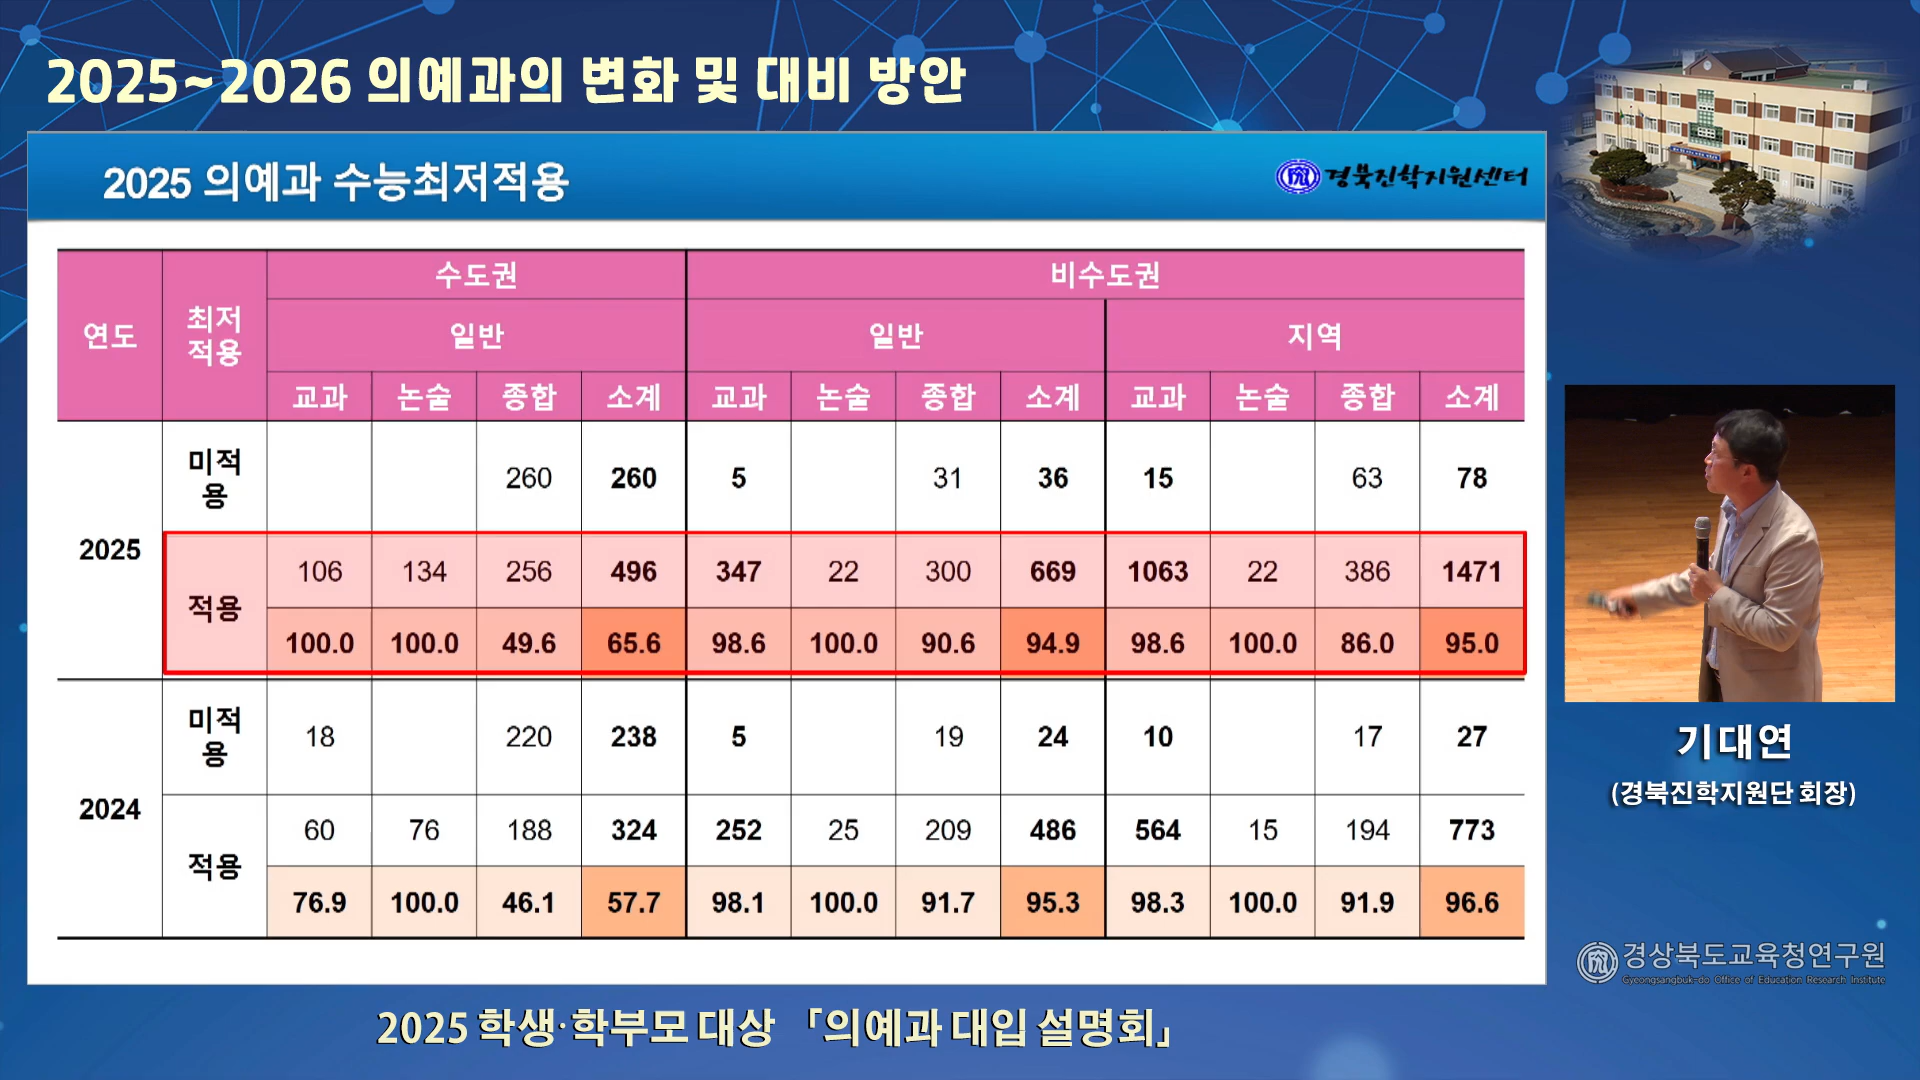 2025~2026 의예과의 변화 및 대비 방안
2025 의예과 수능최저적용
경북진학지원센터
연도 최저적용 수도권 비수도권
일반 일반 지역
교과 논술 종합 소계 교과 논술 종합 소계 교과 논술 종합 소계
2025 미적용 260 260 5 31 36 15 63 78
적용 106 134 256 496 347 22 300 669 1063 22 386 1471
100.0 100.0 49.6 65.6 98.6 100.0 90.6 94.9 98.6 100.0 86.0 95.0
2024 미적용 18 220 238 5 19 24 10 17 27
적용 60 76 188 324 252 25 209 486 564 15 194 773
76.9 100.0 46.1 57.7 98.1 100.0 91.7 95.3 98.3 100.0 91.9 96.6
기대연
(경북진학지원단 회장)
경상북도교육청연구원
Gyeongsangbuk-do Office of Education Research Institute
2025 학생·학부모 대상 「의예과 대입 설명회」